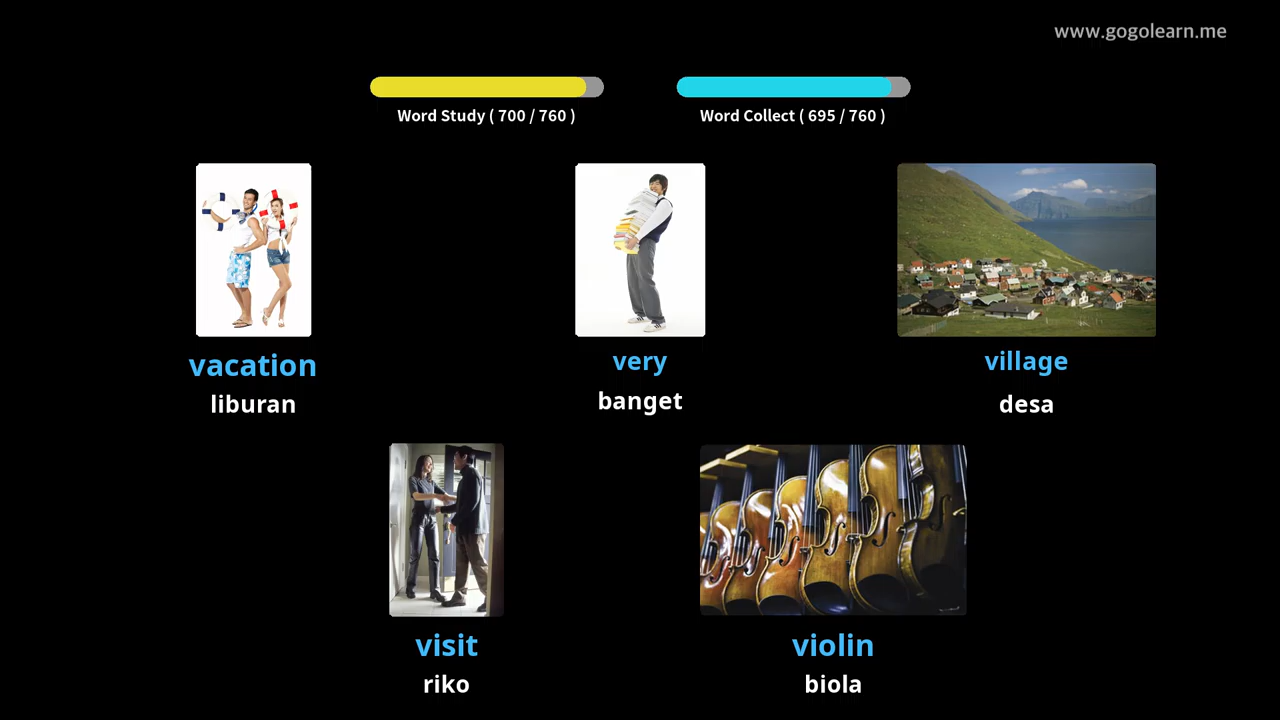 www.gogolearn.me
Word Study ( 700 / 760 )
Word Collect ( 695 / 760 )
vacation
liburan
very
banget
village
desa
visit
riko
violin
biola